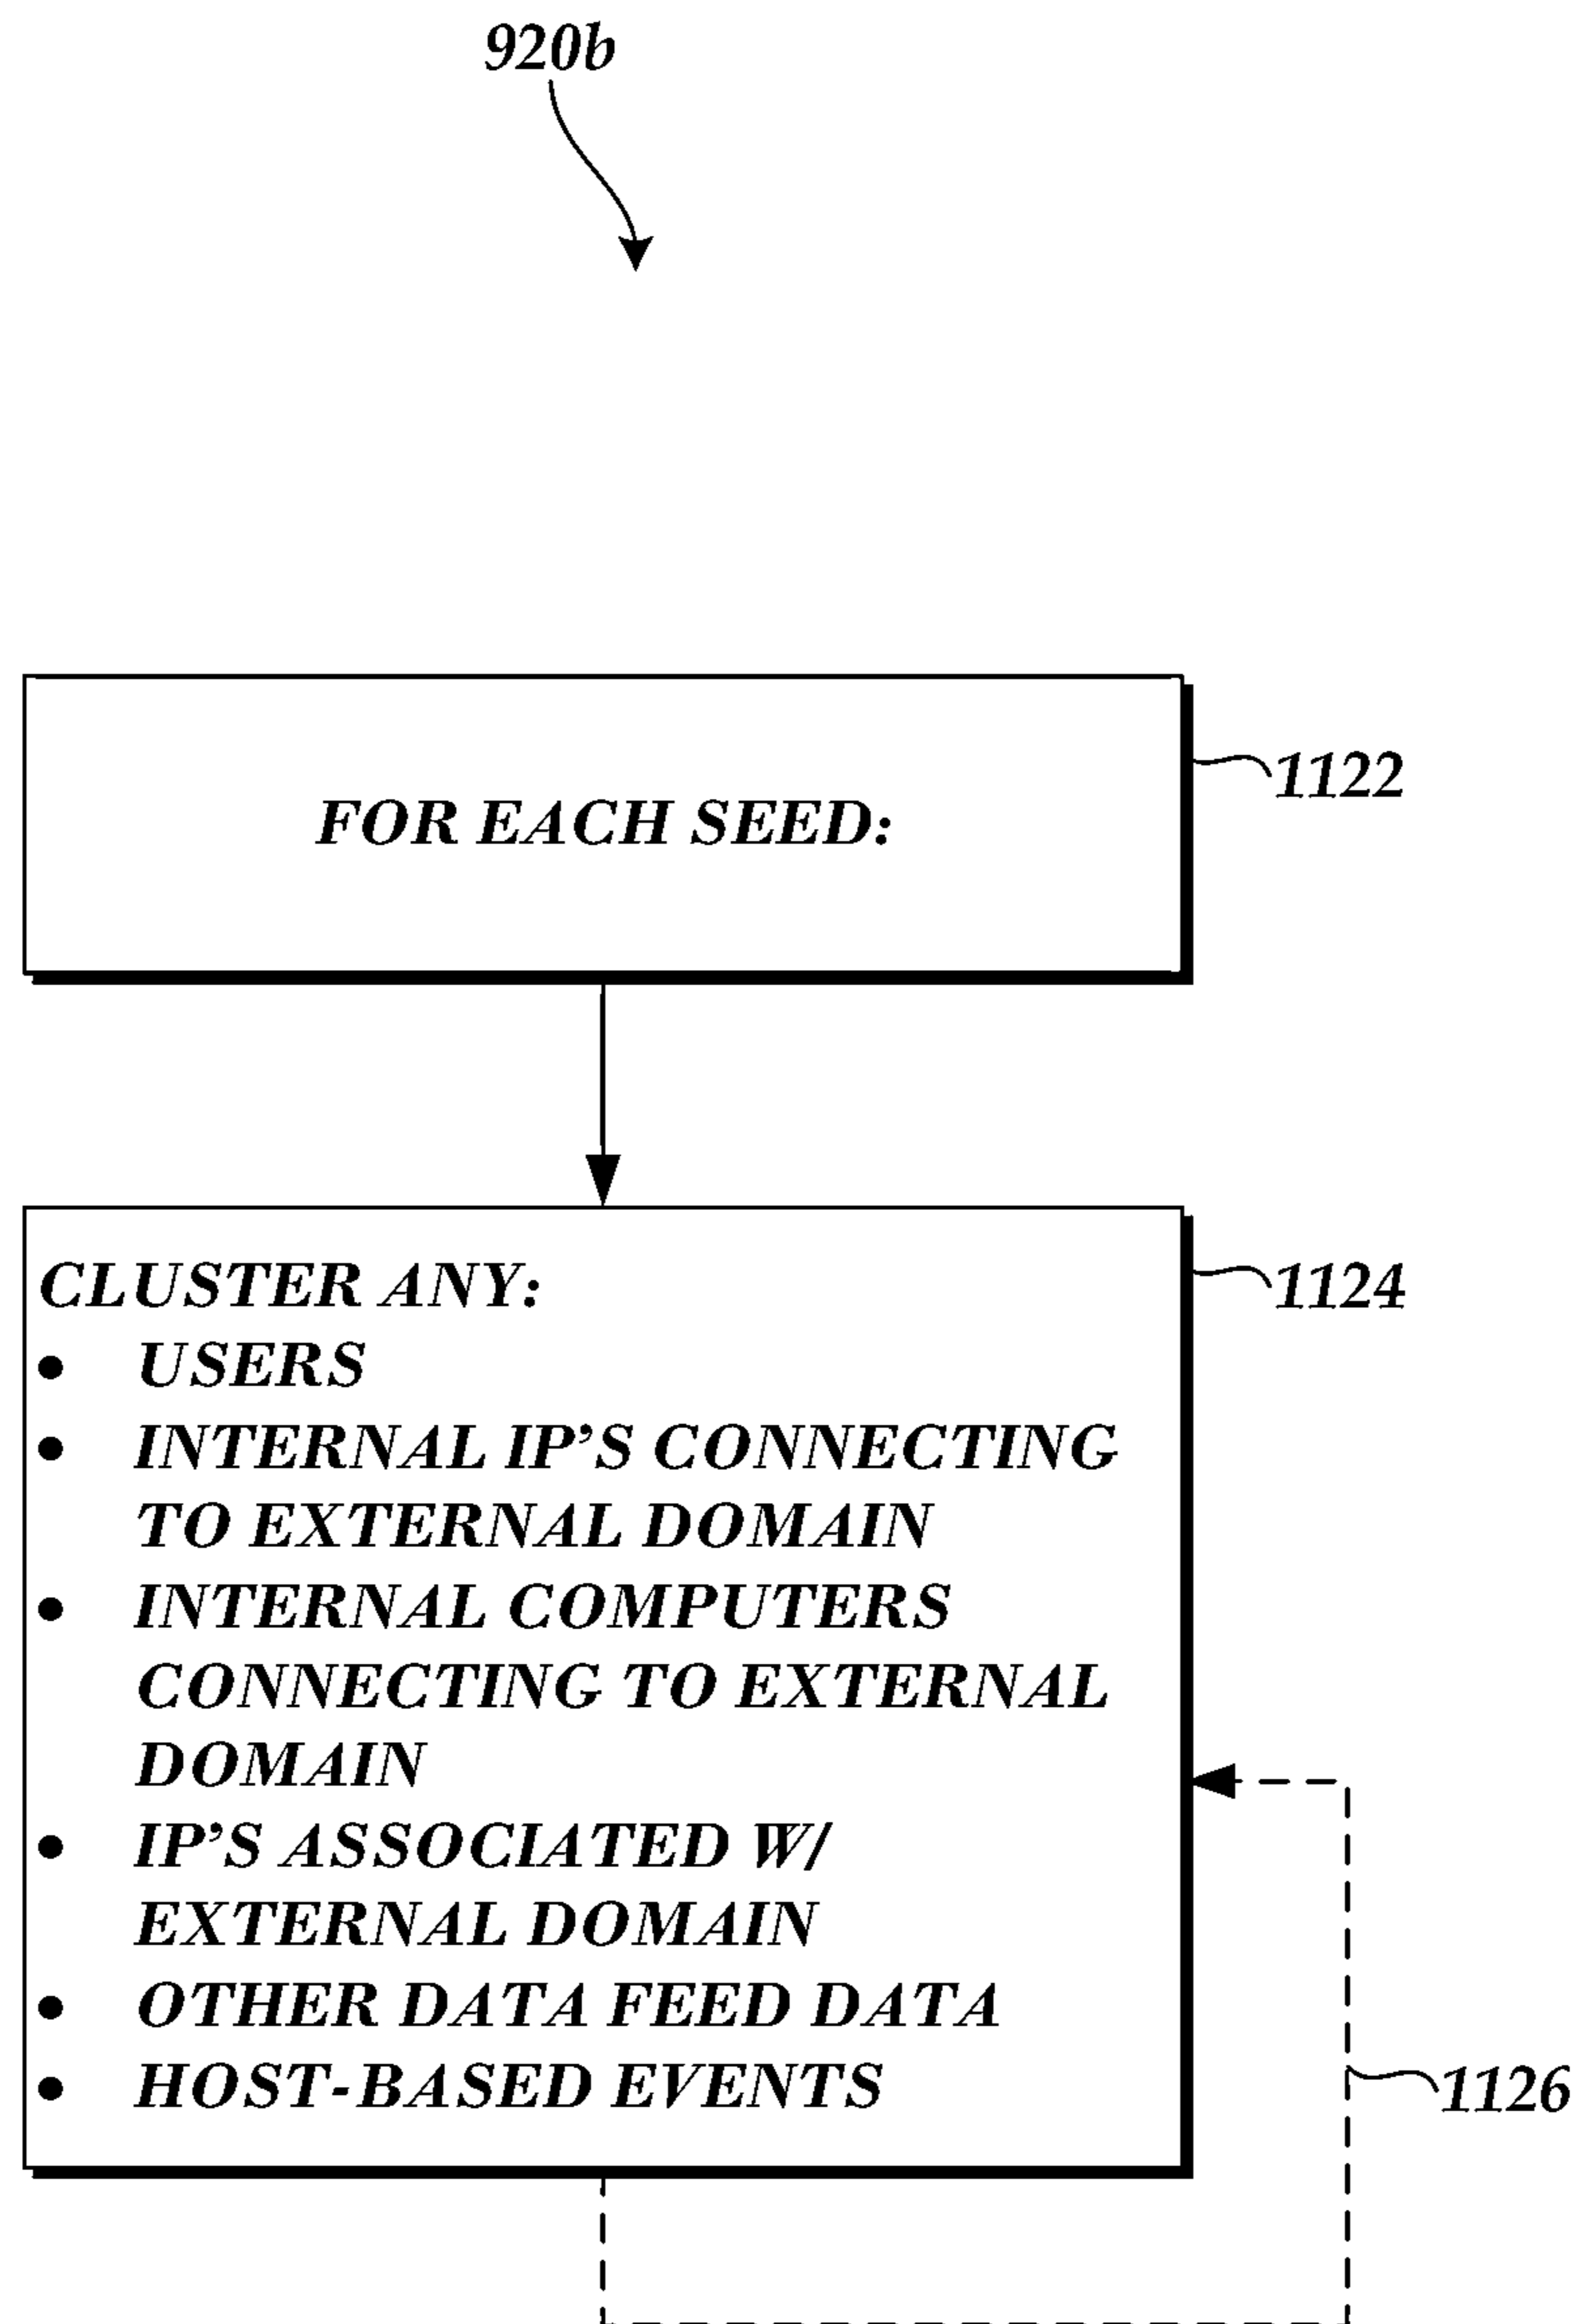 920b
FOR EACH SEED:
1122
CLUSTER ANY:
1124
• USERS
• INTERNAL IP'S CONNECTING
TO EXTERNAL DOMAIN
• INTERNAL COMPUTERS
CONNECTING TO EXTERNAL
DOMAIN
• IP'S ASSOCIATED W/
EXTERNAL DOMAIN
• OTHER DATA FEED DATA
• HOST-BASED EVENTS
1126